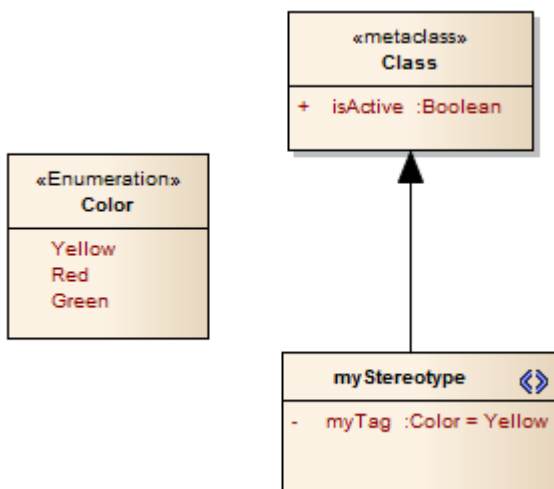 «metaclass»
Class
+ isActive :Boolean
«Enumeration»
Color
Yellow
Red
Green
myStereotype
- myTag :Color = Yellow